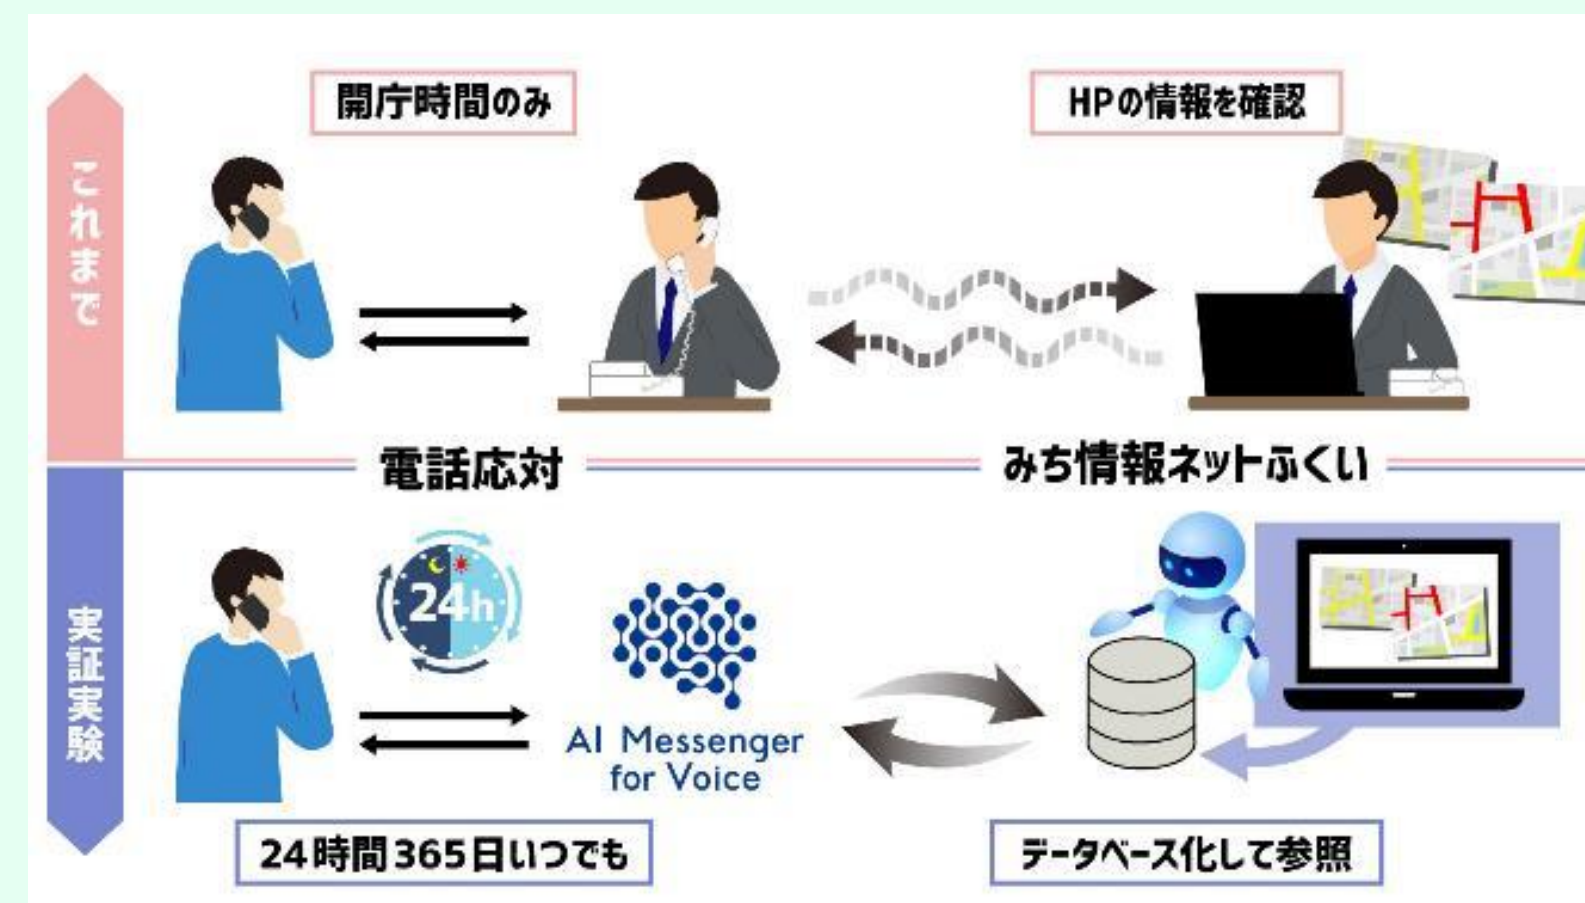 開庁時間のみ
HPの情報を確認
これまで
電話応対
みち情報ネットふくい
実証実験
24h
AI Messenger
for Voice
24時間365日いつでも
データベース化して参照